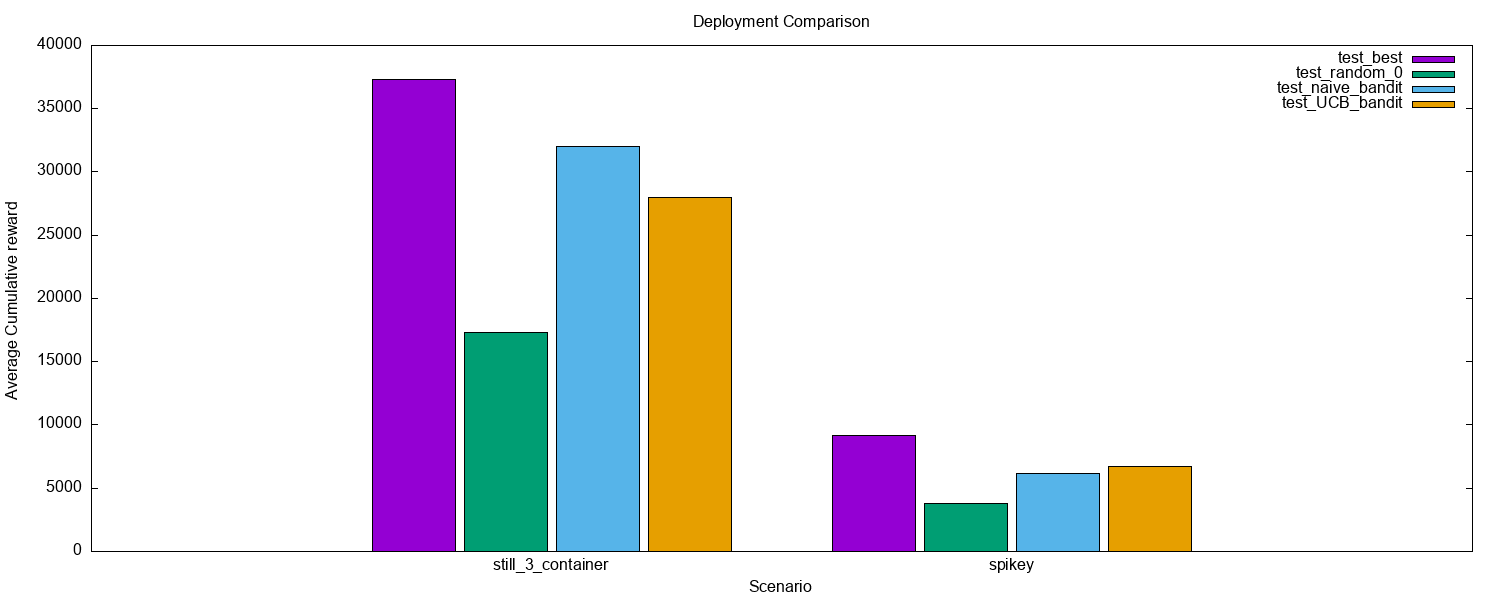 Deployment Comparison
40000
35000
30000
25000
20000
15000
10000
5000
0
Average Cumulative reward
test_best
test_random_0
test_naive_bandit
test_UCB_bandit
still_3_container
spikey
Scenario